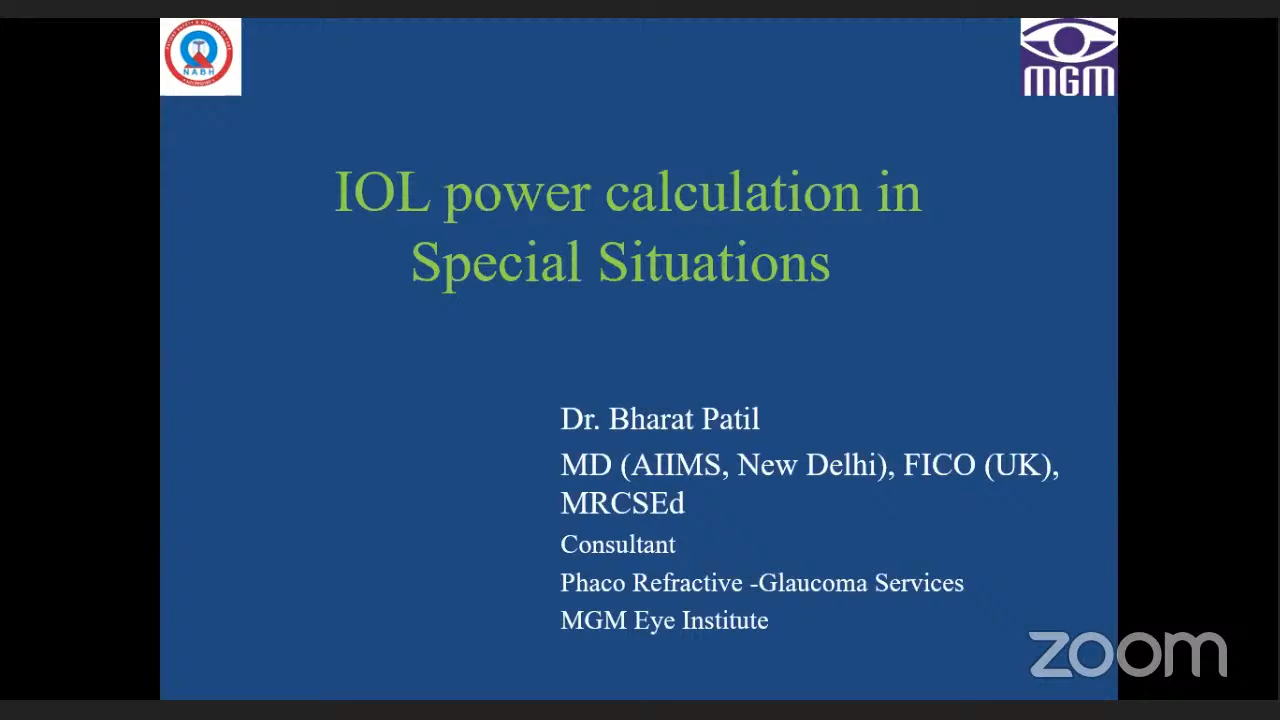 NABH
MGM
IOL power calculation in
Special Situations
Dr. Bharat Patil
MD (AIIMS, New Delhi), FICO (UK),
MRCSEd
Consultant
Phaco Refractive -Glaucoma Services
MGM Eye Institute
zoom